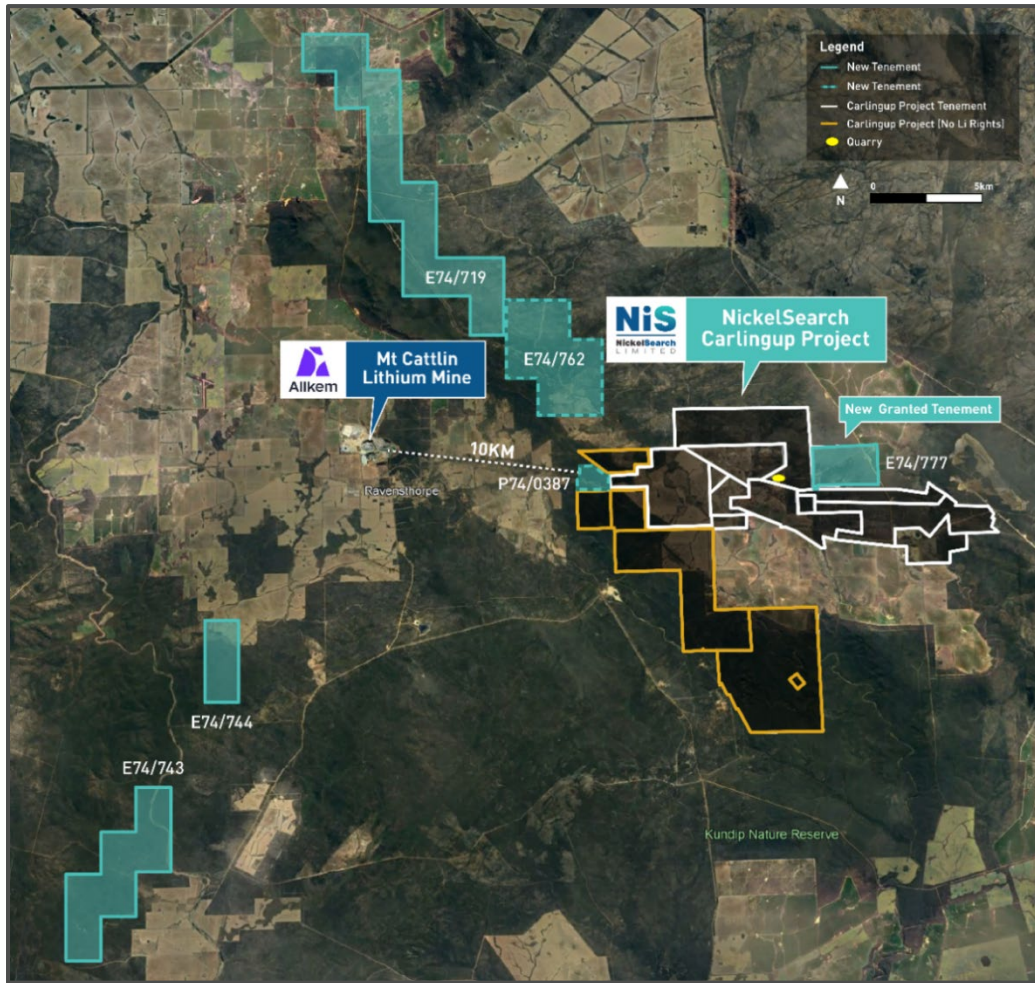 Legend
New Tenement
New Tenement
Carlingup Project Tenement
Carlingup Project [No Li Rights]
Quarry
N
0 5km
E74/719
E74/762
NiS
NickelSearch
LIMITED
NickelSearch
Carlingup Project
Allkem
Mt Cattlin
Lithium Mine
New Granted Tenement
10KM
E74/777
P74/0387
Ravensthorpe
E74/744
E74/743
Kundip Nature Reserve